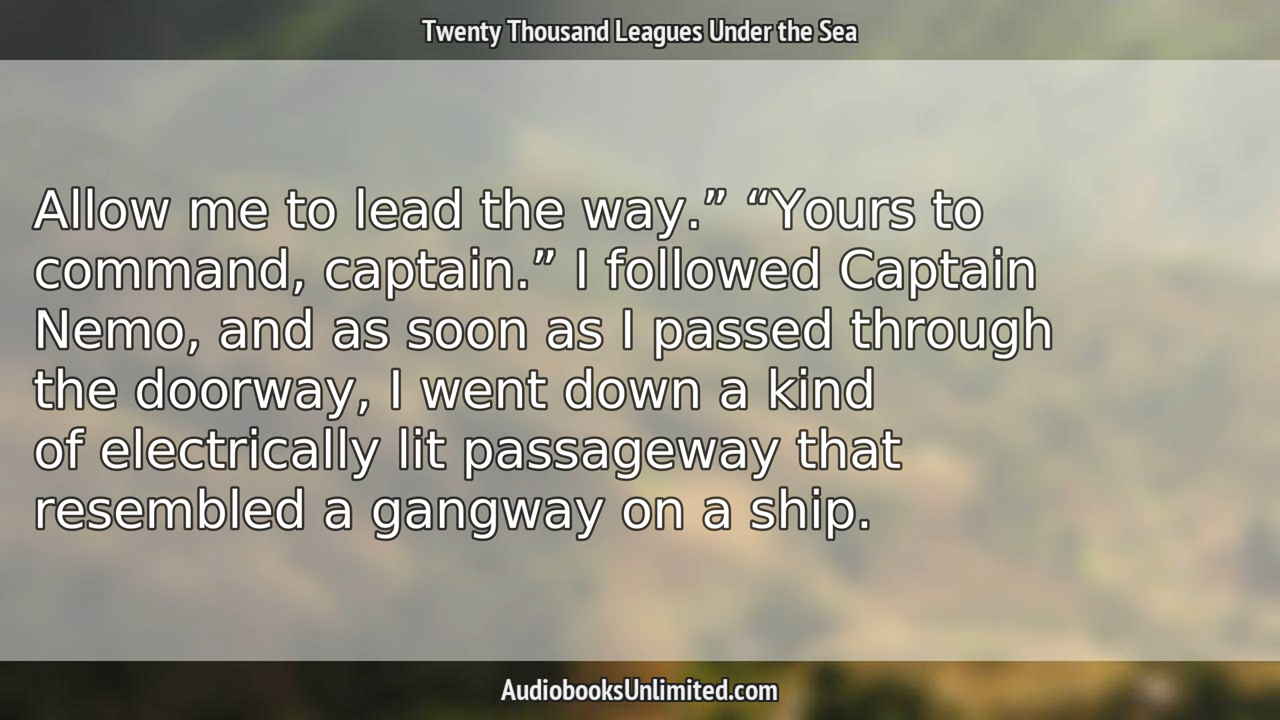 Twenty Thousand Leagues Under the Sea
Allow me to lead the way.” “Yours to
command, captain.” I followed Captain
Nemo, and as soon as I passed through
the doorway, I went down a kind
of electrically lit passageway that
resembled a gangway on a ship.
AudiobooksUnlimited.com